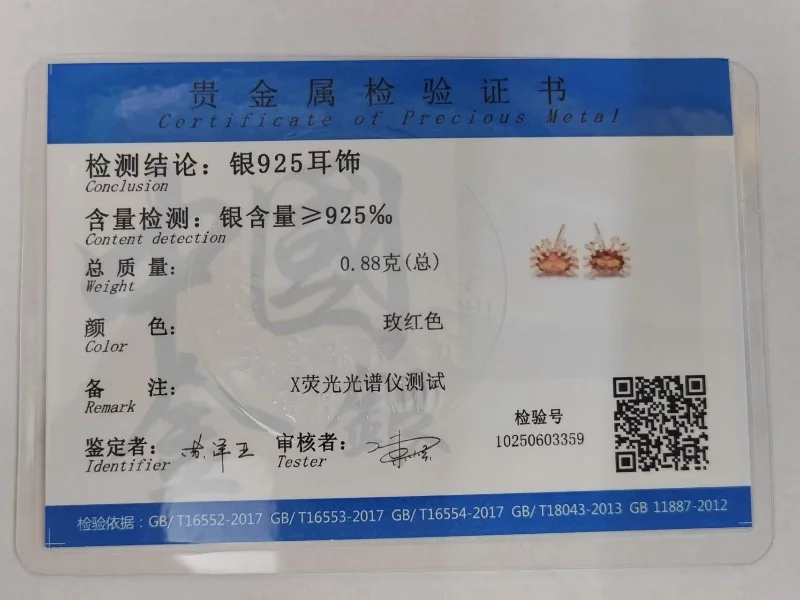 贵金属检验证书
Certificate of Precious Metal
检测结论：银925耳饰
Conclusion
含量检测：银含量≥925‰
Content detection
总质量： 0.88克(总)
Weight
颜色： 玫红色
Color
备注： X荧光光谱仪测试
Remark
检验号
10250603359
鉴定者： 审核者：
Identifier Tester
检验依据：GB/T16552-2017 GB/T16553-2017 GB/T16554-2017 GB/T18043-2013 GB 11887-2012